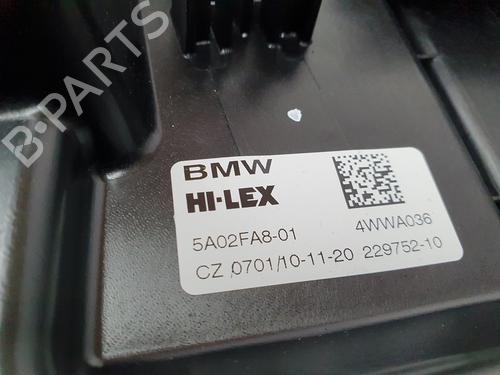 B-PARTS
BMW
HI-LEX
5A02FA8-01 4WWA036
CZ 0701/10-11-20 229752-10